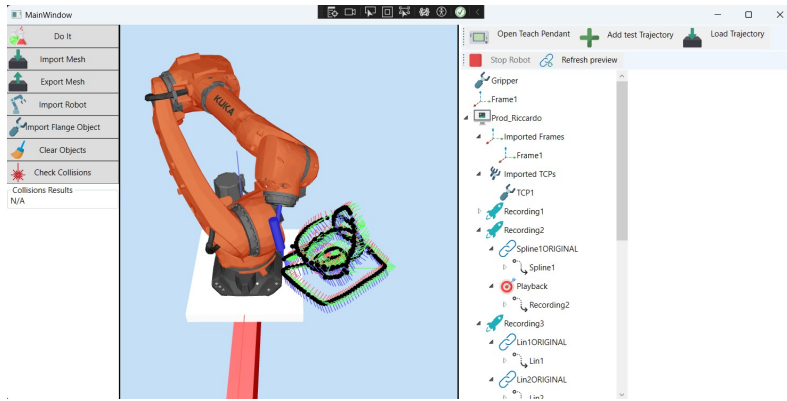 MainWindow
Do It
Import Mesh
Export Mesh
Import Robot
Import Flange Object
Clear Objects
Check Collisions
Collisions Results
N/A
KUKA
Open Teach Pendant
Add test Trajectory
Load Trajectory
Stop Robot
Refresh preview
Gripper
Frame1
Prod_Riccardo
Imported Frames
Frame1
Imported TCPs
TCP1
Recording1
Recording2
Spline1ORIGINAL
Spline1
Playback
Recording2
Recording3
Lin1ORIGINAL
Lin1
Lin2ORIGINAL
Lin2